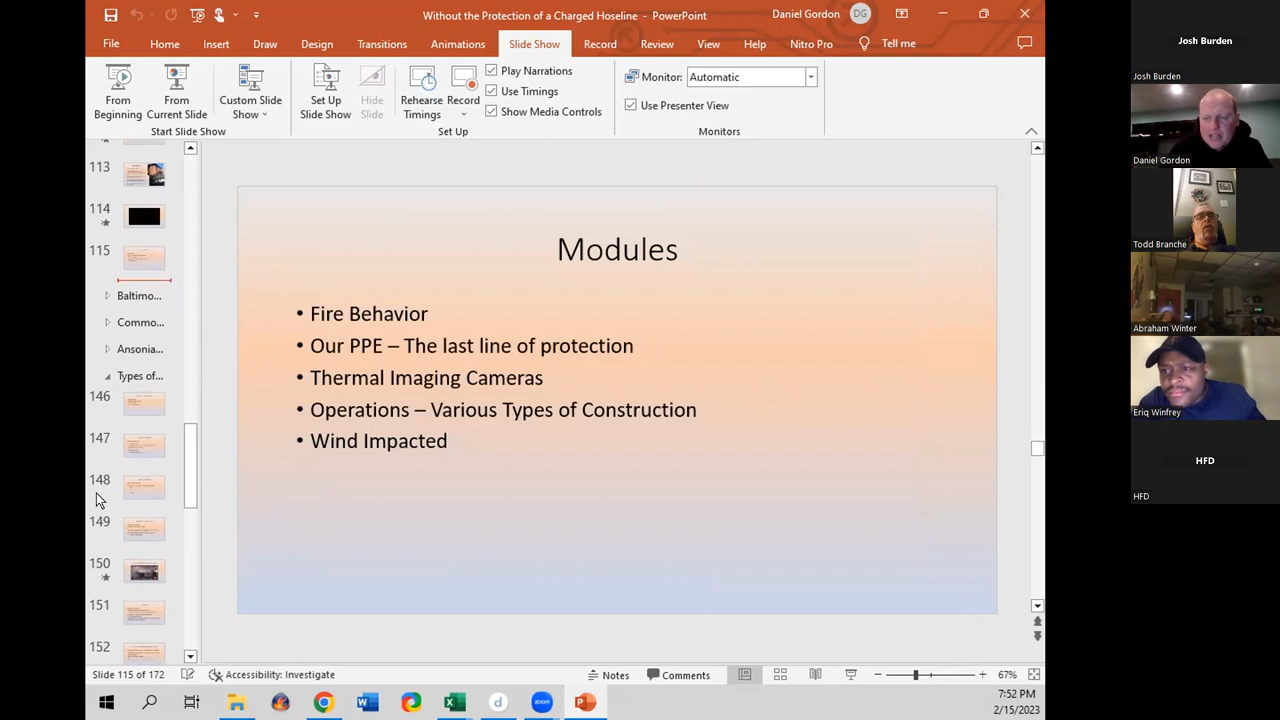 Without the Protection of a Charged Hoseline - PowerPoint
Daniel Gordon
DG
File
Home
Insert
Draw
Design
Transitions
Animations
Slide Show
Record
Review
View
Help
Nitro Pro
Tell me
From Beginning
From Current Slide
Custom Slide Show
Start Slide Show
Set Up Slide Show
Hide Slide
Rehearse Timings
Record
Play Narrations
Use Timings
Show Media Controls
Set Up
Monitor:
Automatic
Use Presenter View
Monitors
113
114
115
Baltimo...
Commo...
Ansonia...
Types of...
146
147
148
149
150
151
152
Modules
• Fire Behavior
• Our PPE – The last line of protection
• Thermal Imaging Cameras
• Operations – Various Types of Construction
• Wind Impacted
Slide 115 of 172
Accessibility: Investigate
Notes
Comments
67%
7:52 PM
2/15/2023
Josh Burden
Josh Burden
Daniel Gordon
Todd Branche
Abraham Winter
Eriq Winfrey
HFD
HFD